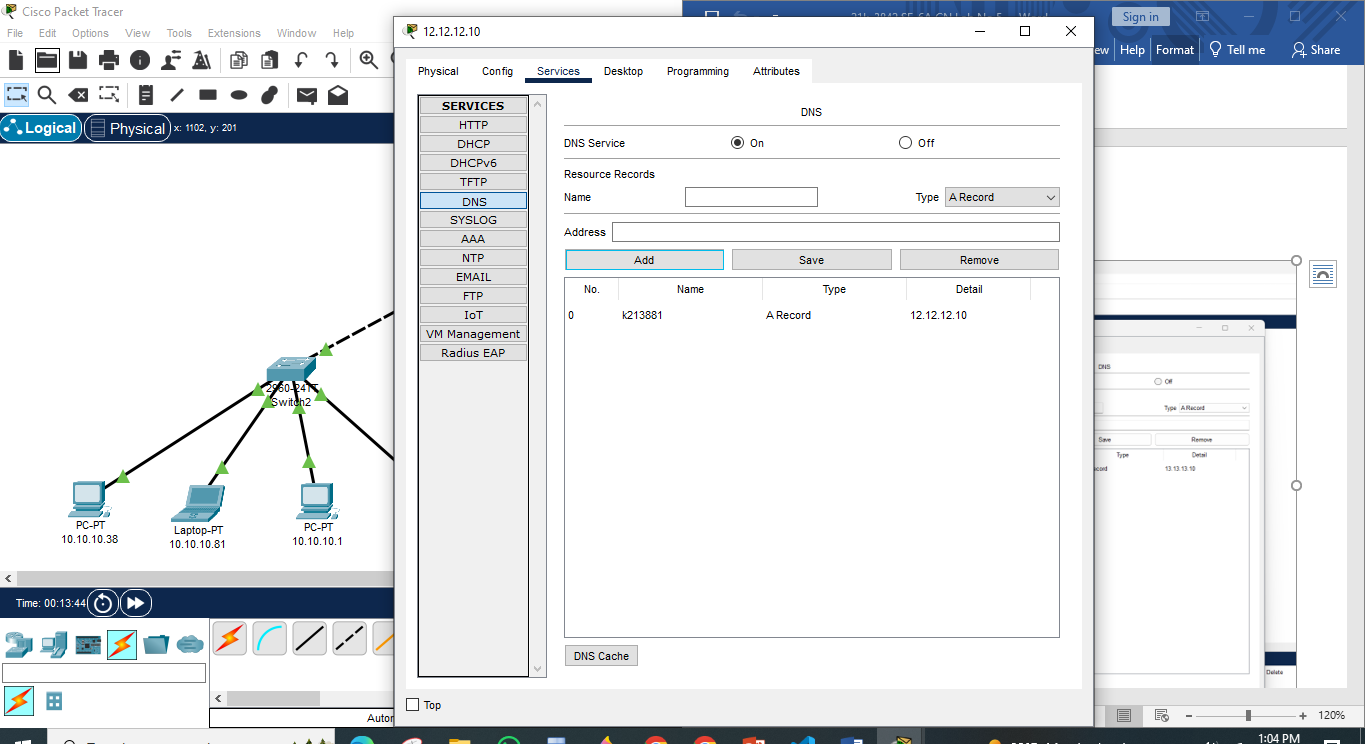 Cisco Packet Tracer
File Edit Options View Tools Extensions Window Help
Logical
Physical
x: 1102, y: 201
2960-24TT
Switch2
PC-PT
10.10.10.38
Laptop-PT
10.10.10.81
PC-PT
10.10.10.1
Time: 00:13:44
12.12.12.10
Physical Config Services Desktop Programming Attributes
SERVICES
HTTP
DHCP
DHCPv6
TFTP
DNS
SYSLOG
AAA
NTP
EMAIL
FTP
IoT
VM Management
Radius EAP
DNS
DNS Service On Off
Resource Records
Name Type A Record
Address
Add Save Remove
No. Name Type Detail
0 k213881 A Record 12.12.12.10
DNS Cache
Top
Sign in
Help Format Tell me Share
DNS
Off
Type A Record
Save Remove
Type Detail
13.13.13.10
Delete
120%
1:04 PM